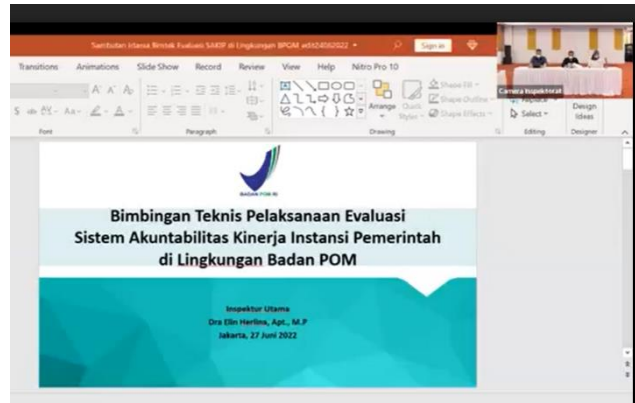 Sambutan Irtama Bimtek Evaluasi SAKIP di Lingkungan BPOM
Sign in
Transitions Animations Slide Show Record Review View Help Nitro Pro 10
Camera Inspektorat
Shape Fill
Shape Outline
Shape Effects
Arrange
Quick
Styles
Replace
Select
Design
Ideas
Font Paragraph Drawing Editing Designer
BADAN POM RI
Bimbingan Teknis Pelaksanaan Evaluasi
Sistem Akuntabilitas Kinerja Instansi Pemerintah
di Lingkungan Badan POM
Inspektur Utama
Dra Elin Herlina, Apt., M.P
Jakarta, 27 Juni 2022